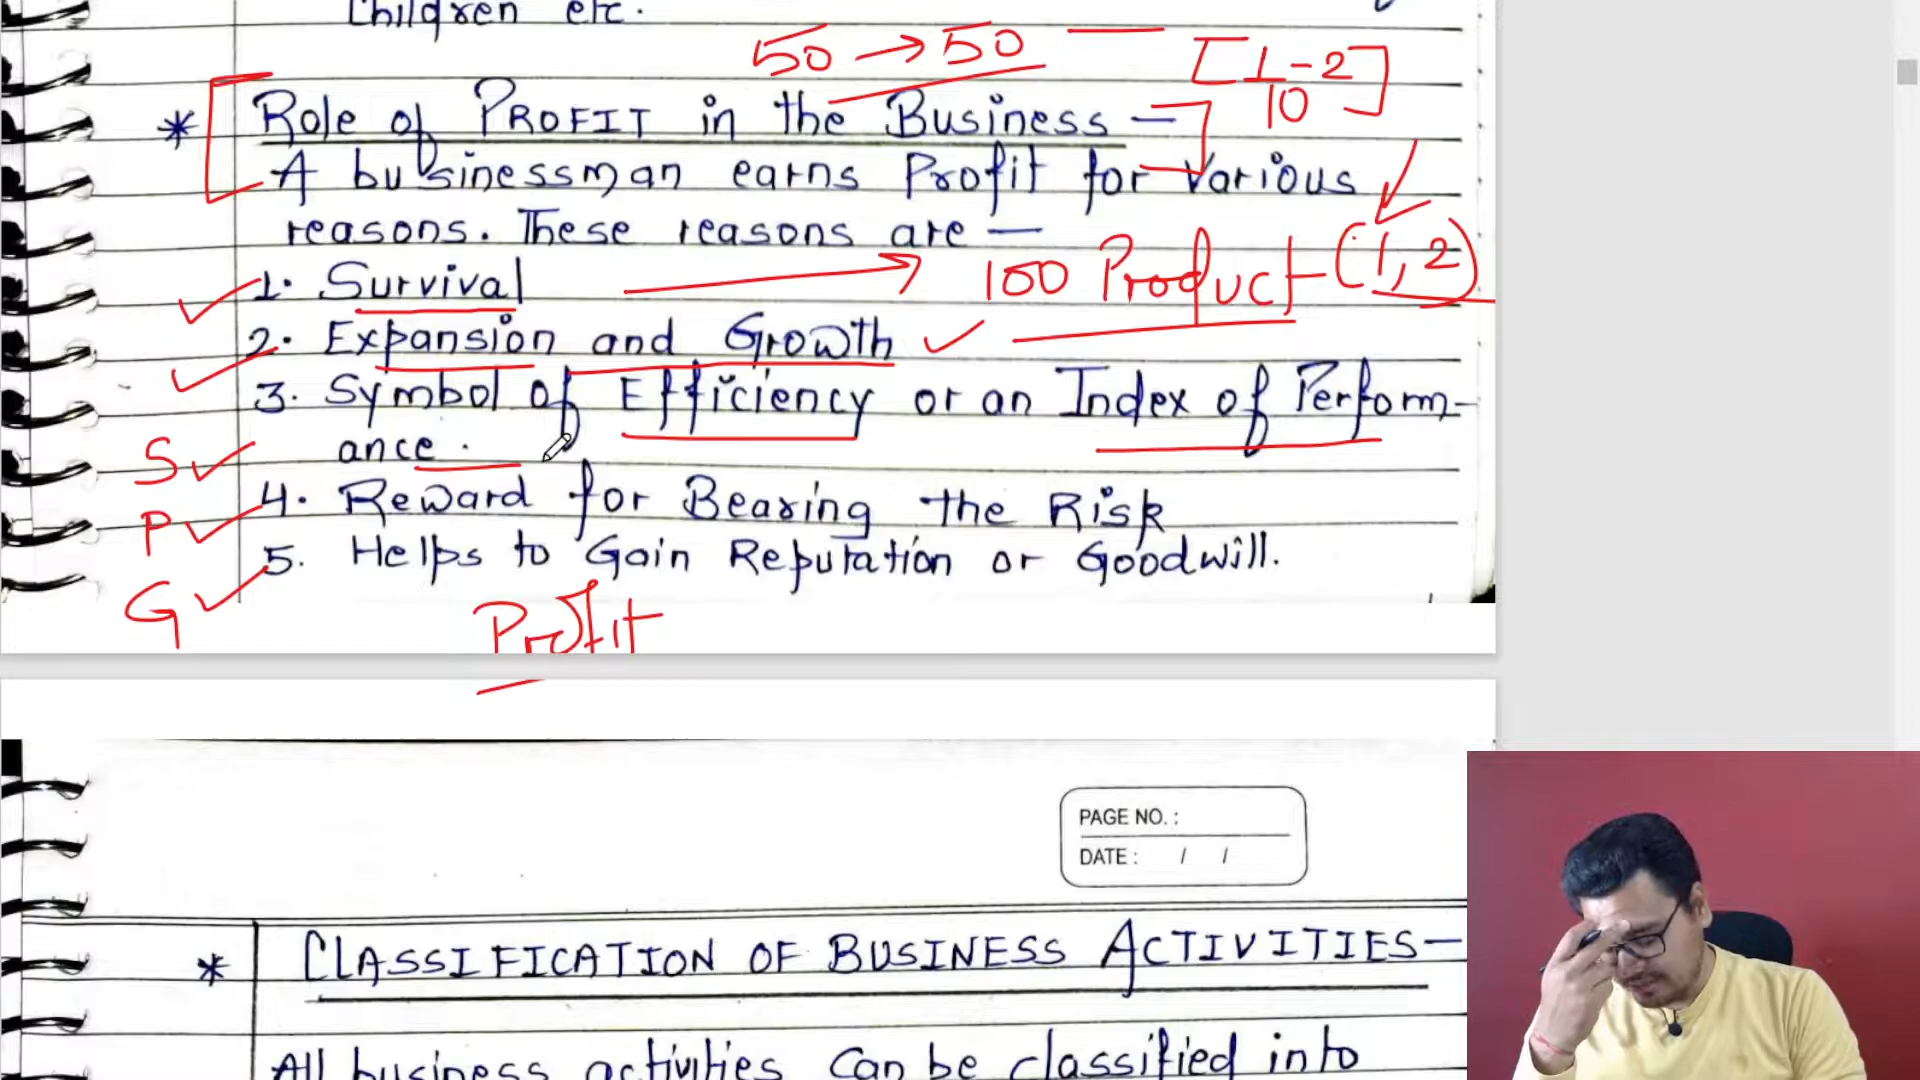 Children etc.
50 → 50 — [1-2
10]
* Role of PROFIT in the Business —
A businessman earns Profit for Various
reasons. These reasons are —
1. Survival → 100 Product (1, 2)
2. Expansion and Growth
3. Symbol of Efficiency or an Index of Perform-
ance.
S
4. Reward for Bearing the Risk
P
5. Helps to Gain Reputation or Goodwill.
G
Profit
PAGE NO. :
DATE : / /
* CLASSIFICATION OF BUSINESS ACTIVITIES—
All business activities can be classified into